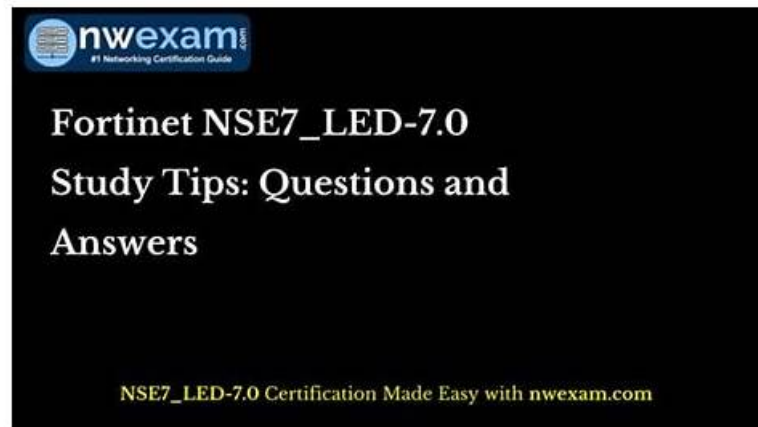 nwexam.com
#1 Networking Certification Guide
Fortinet NSE7_LED-7.0
Study Tips: Questions and
Answers
NSE7_LED-7.0 Certification Made Easy with nwexam.com